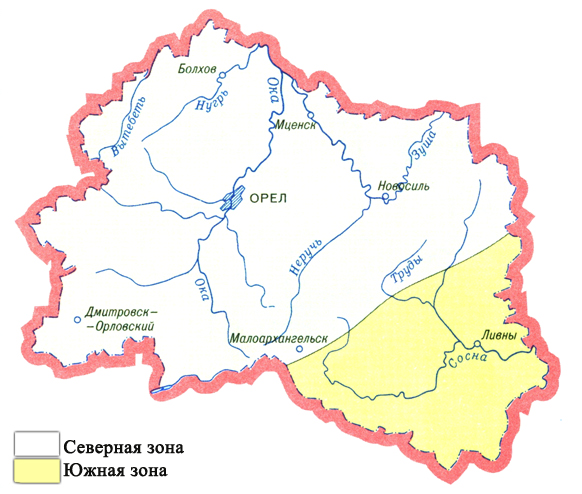 Болхов
Ока
Нугрь
Вытебеть
Мценск
Зуша
Новосиль
ОРЕЛ
Неручь
Труды
Ока
Дмитровск-
-Орловский
Малоархангельск
Ливны
Сосна
Северная зона
Южная зона